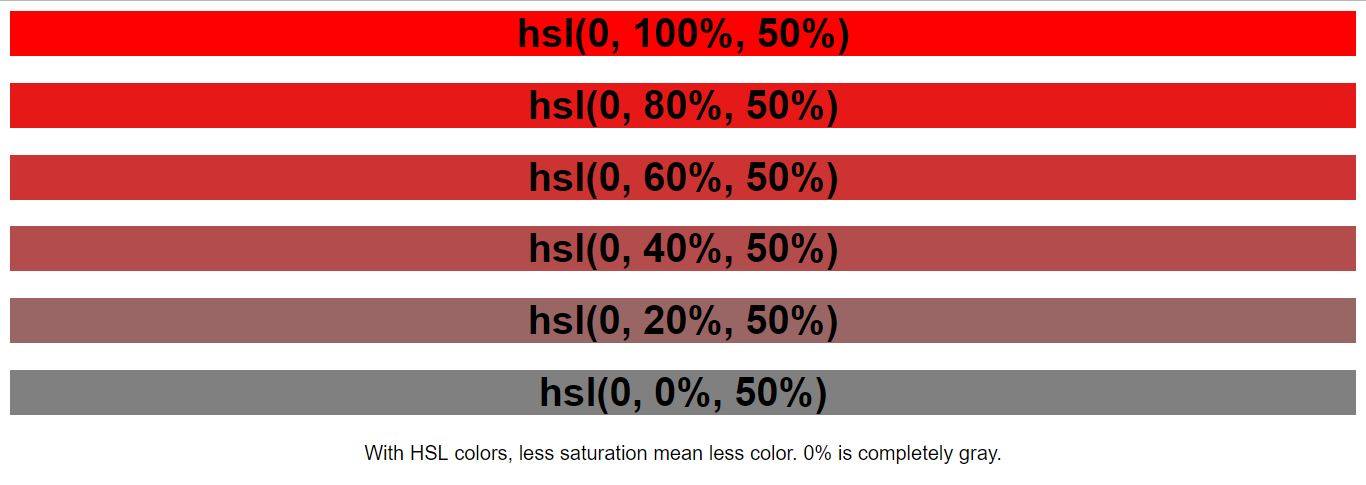 hsl(0, 100%, 50%)
hsl(0, 80%, 50%)
hsl(0, 60%, 50%)
hsl(0, 40%, 50%)
hsl(0, 20%, 50%)
hsl(0, 0%, 50%)
With HSL colors, less saturation mean less color. 0% is completely gray.